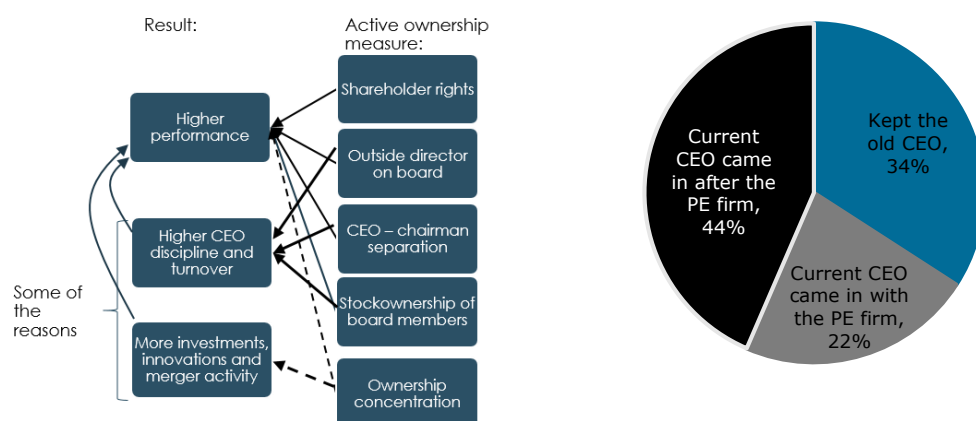 Result:
Active ownership
measure:
Higher
performance
Higher CEO
discipline and
turnover
Some of
the
reasons
More investments,
innovations and
merger activity
Shareholder rights
Outside director
on board
CEO – chairman
separation
Stockownership of
board members
Ownership
concentration
Current
CEO came
in after the
PE firm,
44%
Kept the
old CEO,
34%
Current CEO
came in with
the PE firm,
22%